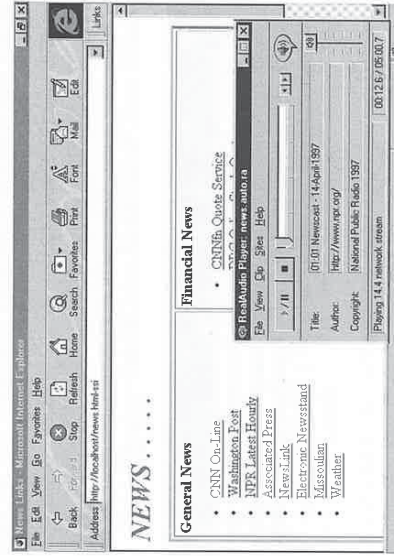 News Links - Microsoft Internet Explorer
File Edit View Go Favorites Help
Back Forward Stop Refresh Home Search Favorites Print Font Mail Edit
Address http://localhost/news.html-ssi
Links
NEWS . . . . .
General News
• CNN On-Line
• Washington Post
• NPR Latest Hourly
• Associated Press
• NewsLink
• Electronic Newsstand
• Missoulian
• Weather
Financial News
• CNNfn Quote Service
RealAudio Player: news.auto.ra
File View Clip Sites Help
Title: 01:01 Newscast - 14-April-1997
Author: http://www.npr.org/
Copyright: National Public Radio 1997
Playing 14.4 network stream
00:12.6 / 05:00.7